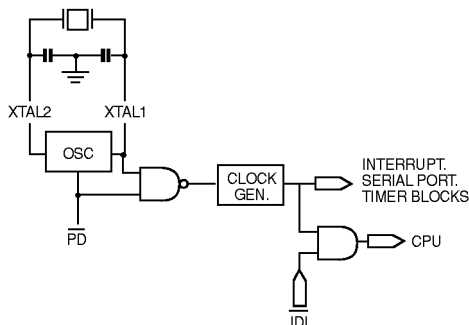 XTAL2 XTAL1
OSC
CLOCK
GEN.
INTERRUPT.
SERIAL PORT.
TIMER BLOCKS
PD
CPU
IDL